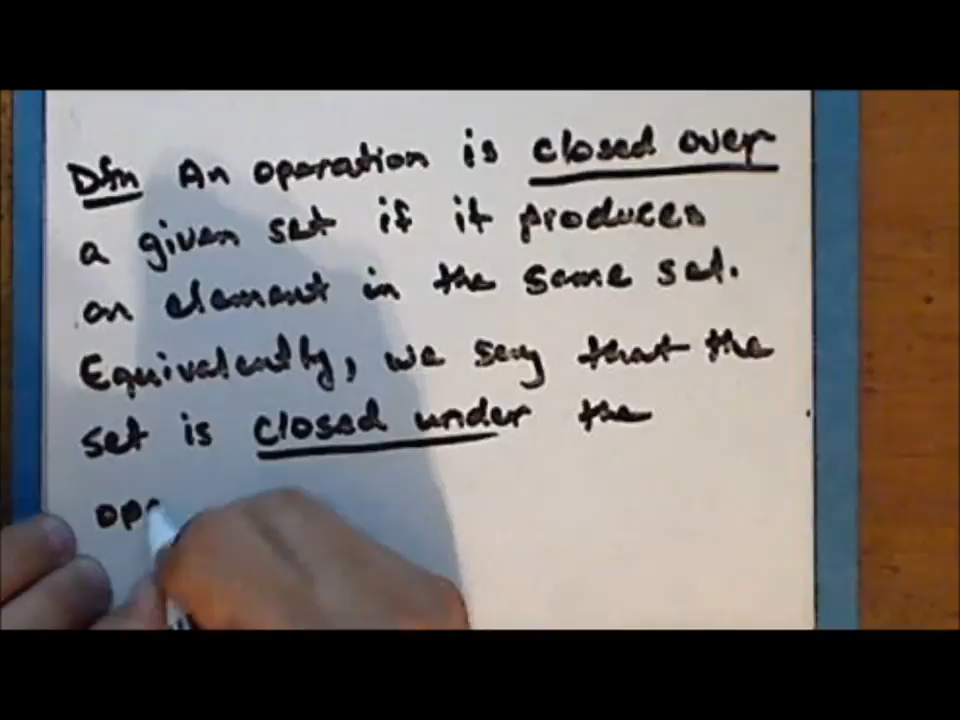 Dfn An operation is closed over
a given set if it produces
an element in the same set.
Equivalently, we say that the
set is closed under the
ope